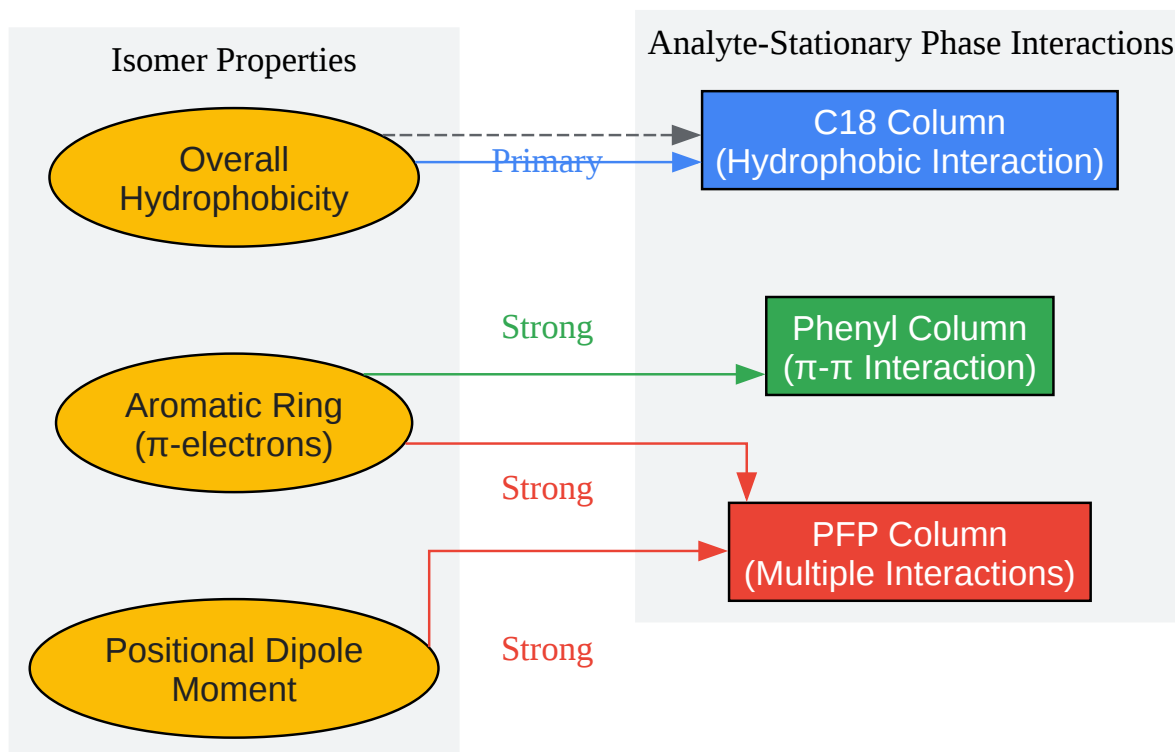 Isomer Properties
Analyte-Stationary Phase Interactions
Overall
Hydrophobicity
Primary
C18 Column
(Hydrophobic Interaction)
Strong
Phenyl Column
(π-π Interaction)
Aromatic Ring
(π-electrons)
Strong
PFP Column
(Multiple Interactions)
Positional Dipole
Moment
Strong